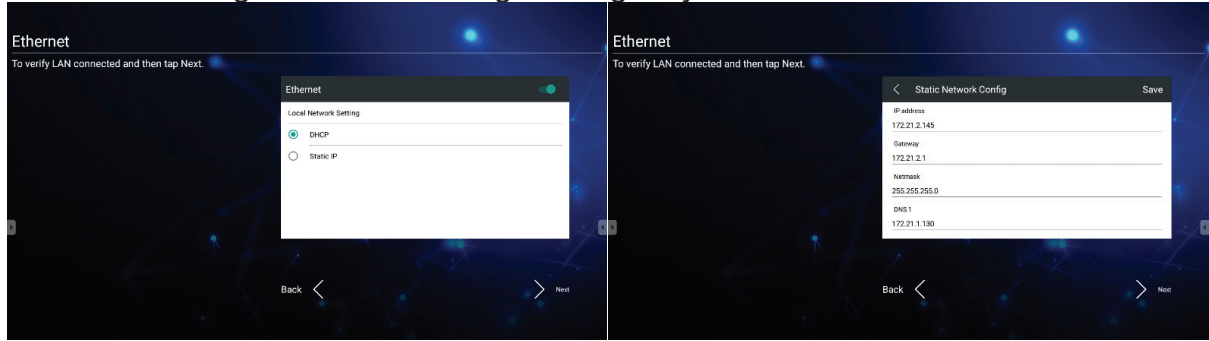 Ethernet
To verify LAN connected and then tap Next.
Ethernet
Local Network Setting
DHCP
Static IP
Back
Next
Ethernet
To verify LAN connected and then tap Next.
Static Network Config Save
IP address
172.21.2.145
Gateway
172.21.2.1
Netmask
255.255.255.0
DNS 1
172.21.1.130
Back
Next